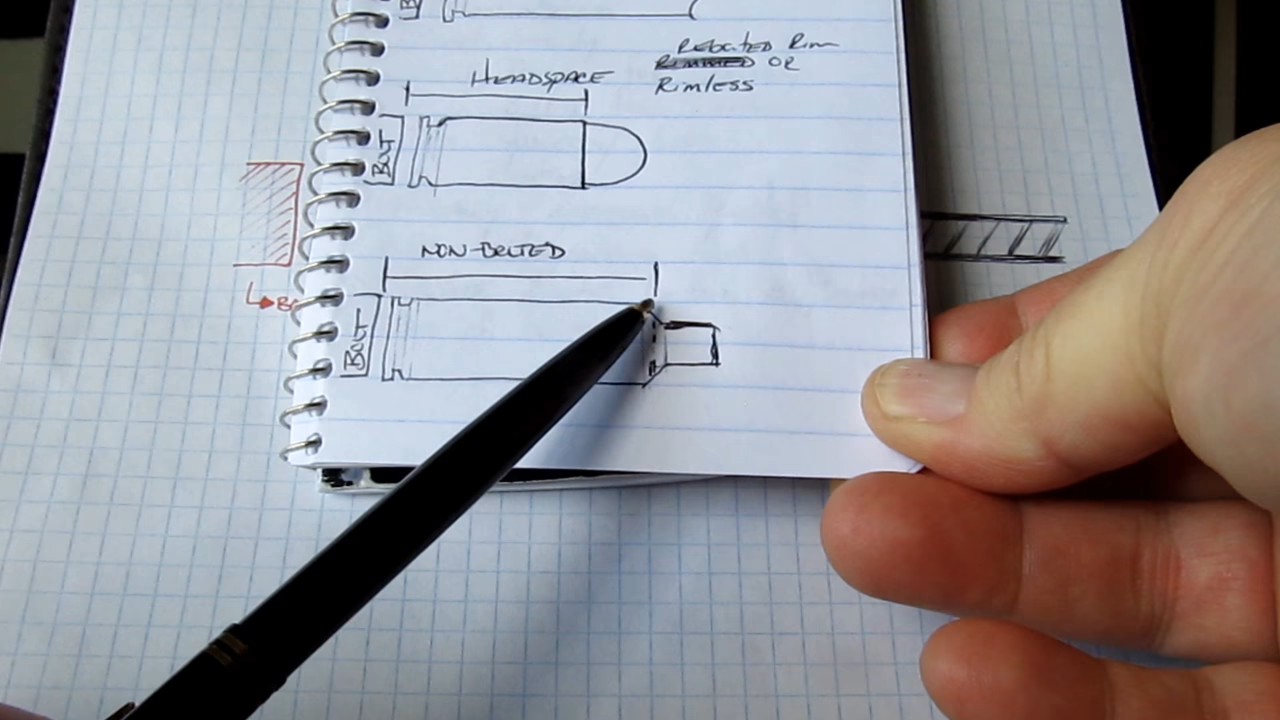 B
REBATED Rim
RIMMED OR
Rimless
HEADSPACE
BOLT
NON-BELTED
BOLT